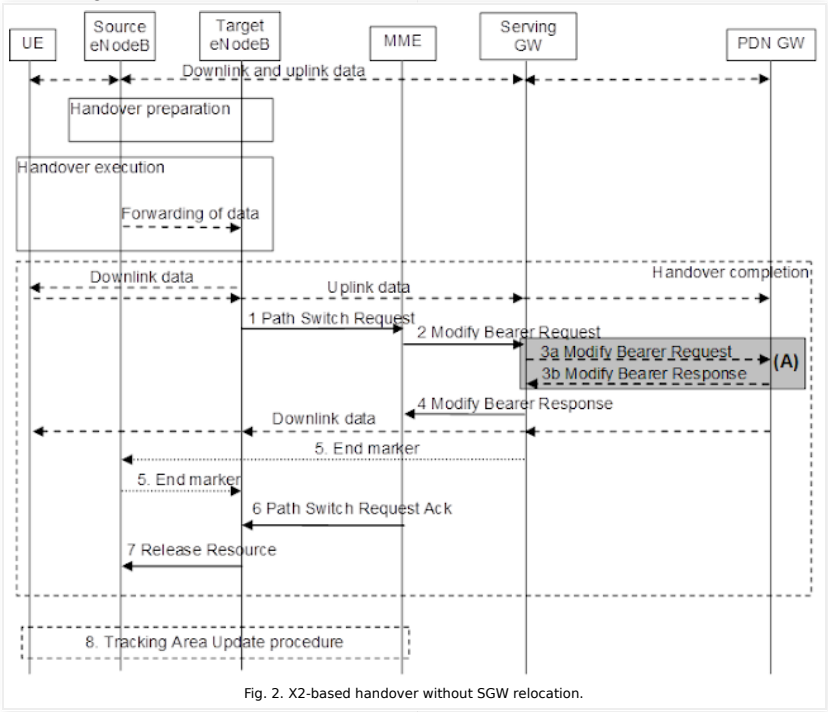 UE
Source
eNodeB
Target
eNodeB
MME
Serving
GW
PDN GW
Downlink and uplink data
Handover preparation
Handover execution
Forwarding of data
Handover completion
Downlink data
Uplink data
1 Path Switch Request
2 Modify Bearer Request
3a Modify Bearer Request
(A)
3b Modify Bearer Response
4 Modify Bearer Response
Downlink data
5. End marker
5. End marker
6 Path Switch Request Ack
7 Release Resource
8. Tracking Area Update procedure
Fig. 2. X2-based handover without SGW relocation.